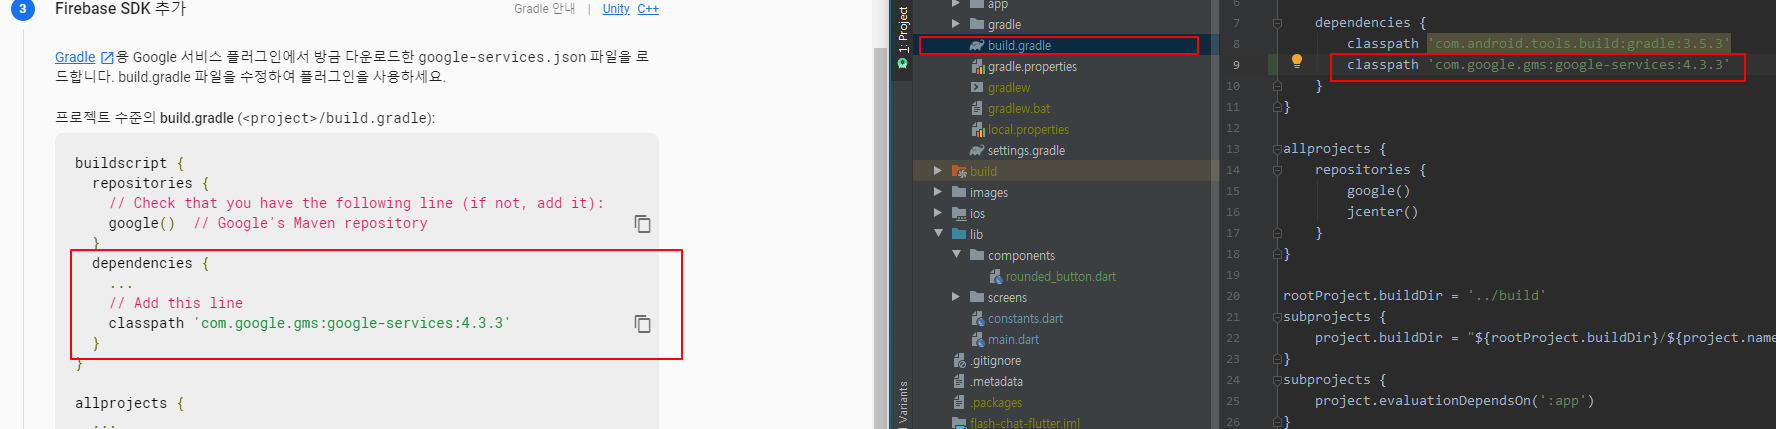 3 Firebase SDK 추가
Gradle 안내 | Unity C++
Gradle 용 Google 서비스 플러그인에서 방금 다운로드한 google-services.json 파일을 로
드합니다. build.gradle 파일을 수정하여 플러그인을 사용하세요.
프로젝트 수준의 build.gradle (<project>/build.gradle):
buildscript {
repositories {
// Check that you have the following line (if not, add it):
google() // Google's Maven repository
}
dependencies {
...
// Add this line
classpath 'com.google.gms:google-services:4.3.3'
}
}
allprojects {
...
1: Project
Variants
app
gradle
build.gradle
gradle.properties
gradlew
gradlew.bat
local.properties
settings.gradle
build
images
ios
lib
components
rounded_button.dart
screens
constants.dart
main.dart
.gitignore
.metadata
.packages
flash-chat-flutter.iml
6
7 dependencies {
8 classpath 'com.android.tools.build:gradle:3.5.3'
9 classpath 'com.google.gms:google-services:4.3.3'
10 }
11 }
12
13 allprojects {
14 repositories {
15 google()
16 jcenter()
17 }
18 }
19
20 rootProject.buildDir = '../build'
21 subprojects {
22 project.buildDir = "${rootProject.buildDir}/${project.name
23 }
24 subprojects {
25 project.evaluationDependsOn(':app')
26 }